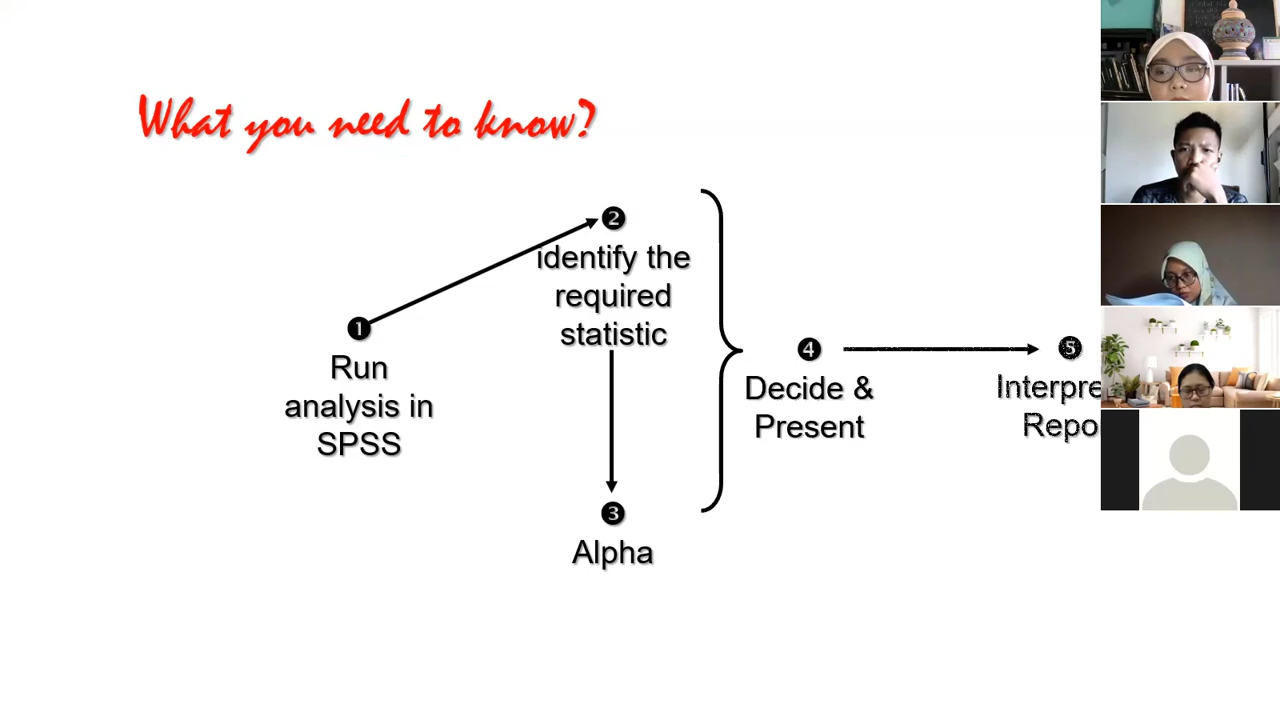 What you need to know?
❷
identify the
required
statistic
❶
Run
analysis in
SPSS
❸
Alpha
❹
Decide &
Present
❺